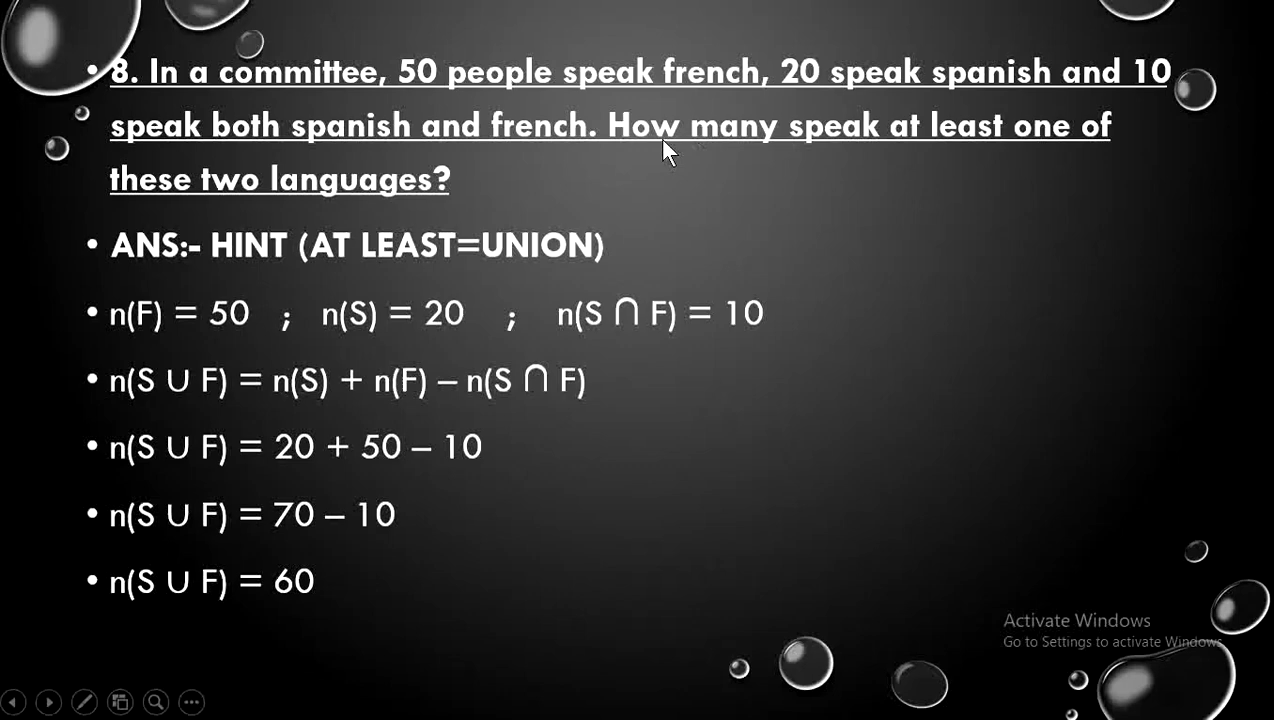 • 8. In a committee, 50 people speak french, 20 speak spanish and 10
speak both spanish and french. How many speak at least one of
these two languages?
• ANS:- HINT (AT LEAST=UNION)
• n(F) = 50 ; n(S) = 20 ; n(S ∩ F) = 10
• n(S ∪ F) = n(S) + n(F) – n(S ∩ F)
• n(S ∪ F) = 20 + 50 – 10
• n(S ∪ F) = 70 – 10
• n(S ∪ F) = 60
Activate Windows
Go to Settings to activate Windows.